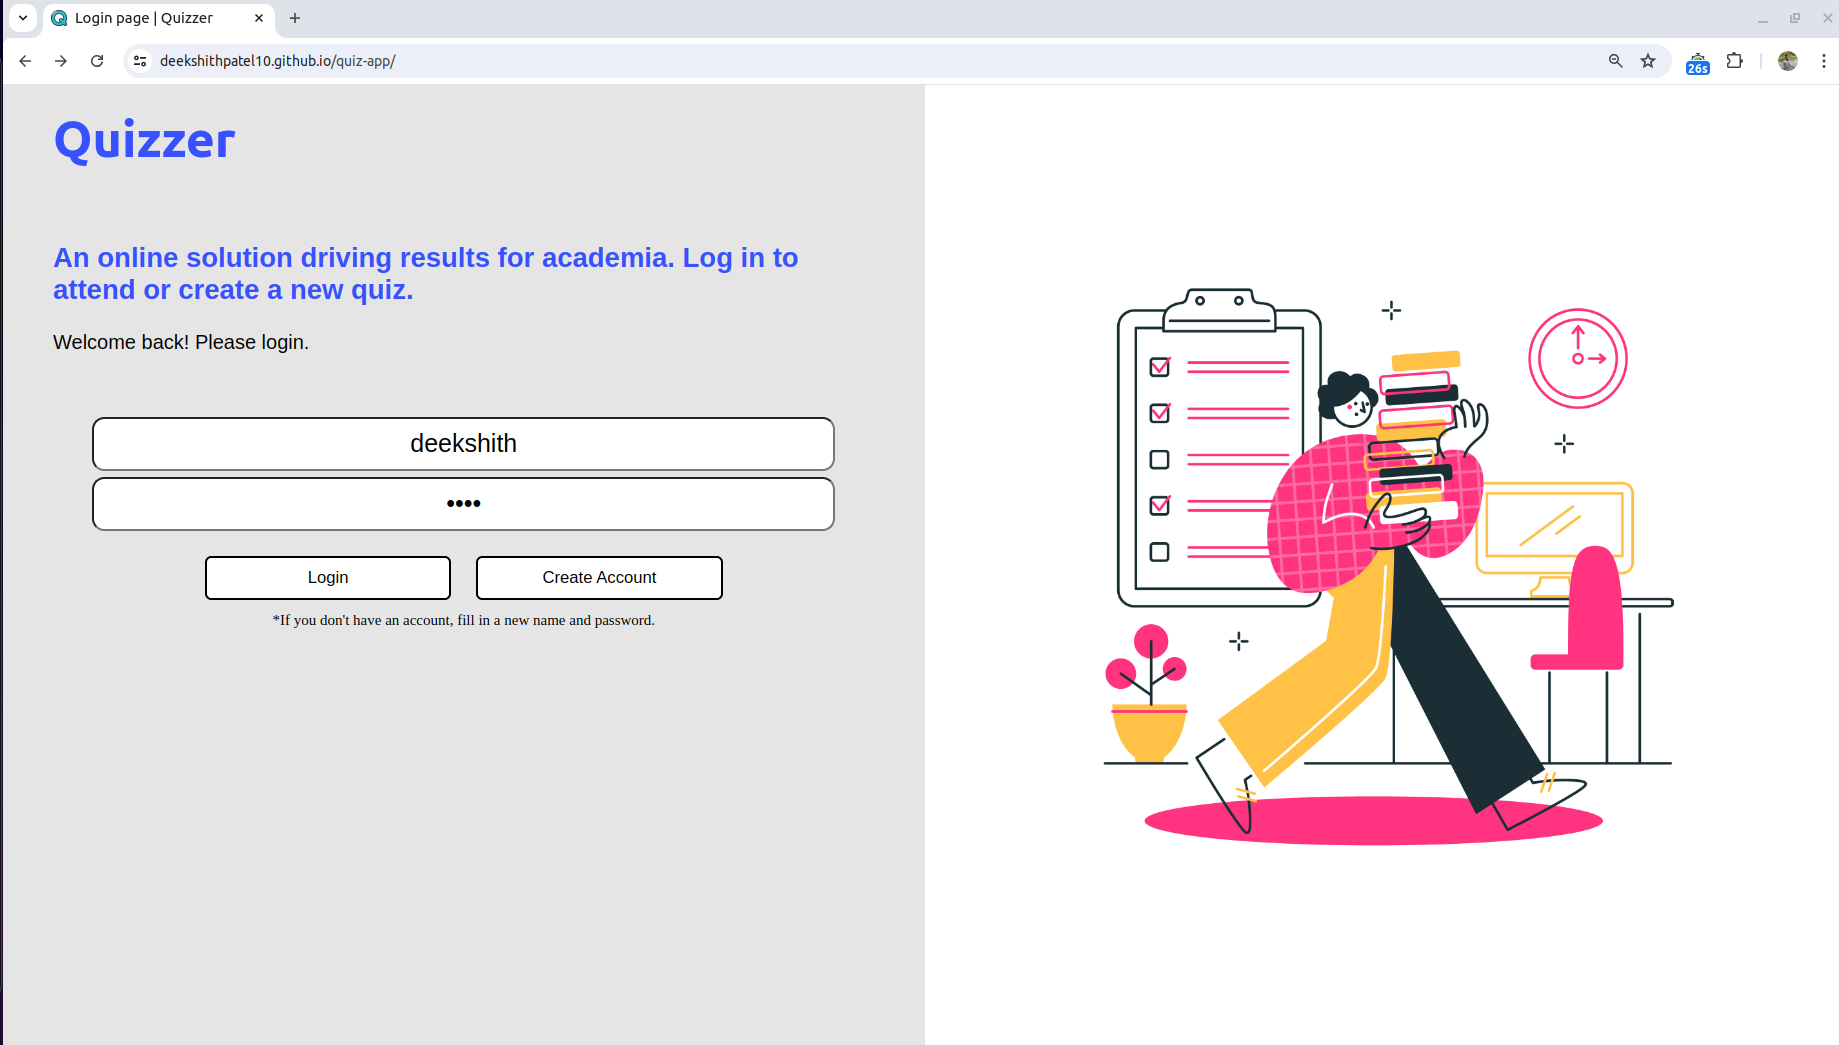 Login page | Quizzer
deekshithpatel10.github.io/quiz-app/
26s
Quizzer
An online solution driving results for academia. Log in to
attend or create a new quiz.
Welcome back! Please login.
deekshith
••••
Login
Create Account
*If you don't have an account, fill in a new name and password.